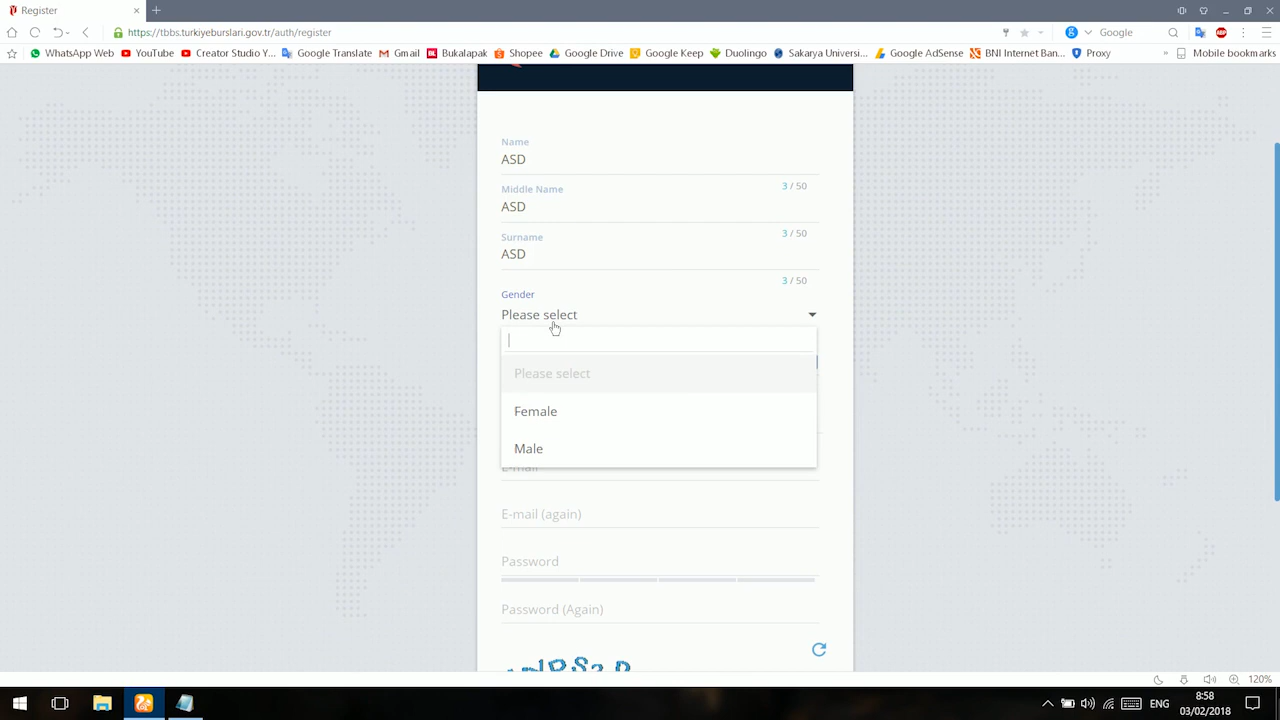 Register
https://tbbs.turkiyeburslari.gov.tr/auth/register
Google
WhatsApp Web YouTube Creator Studio Y... Google Translate Gmail Bukalapak Shopee Google Drive Google Keep Duolingo Sakarya Universi... Google AdSense BNI Internet Ban... Proxy » Mobile bookmarks
Name
ASD
3 / 50
Middle Name
ASD
3 / 50
Surname
ASD
3 / 50
Gender
Please select
Please select
Female
Male
E-mail
E-mail (again)
Password
Password (Again)
120%
ENG
8:58
03/02/2018